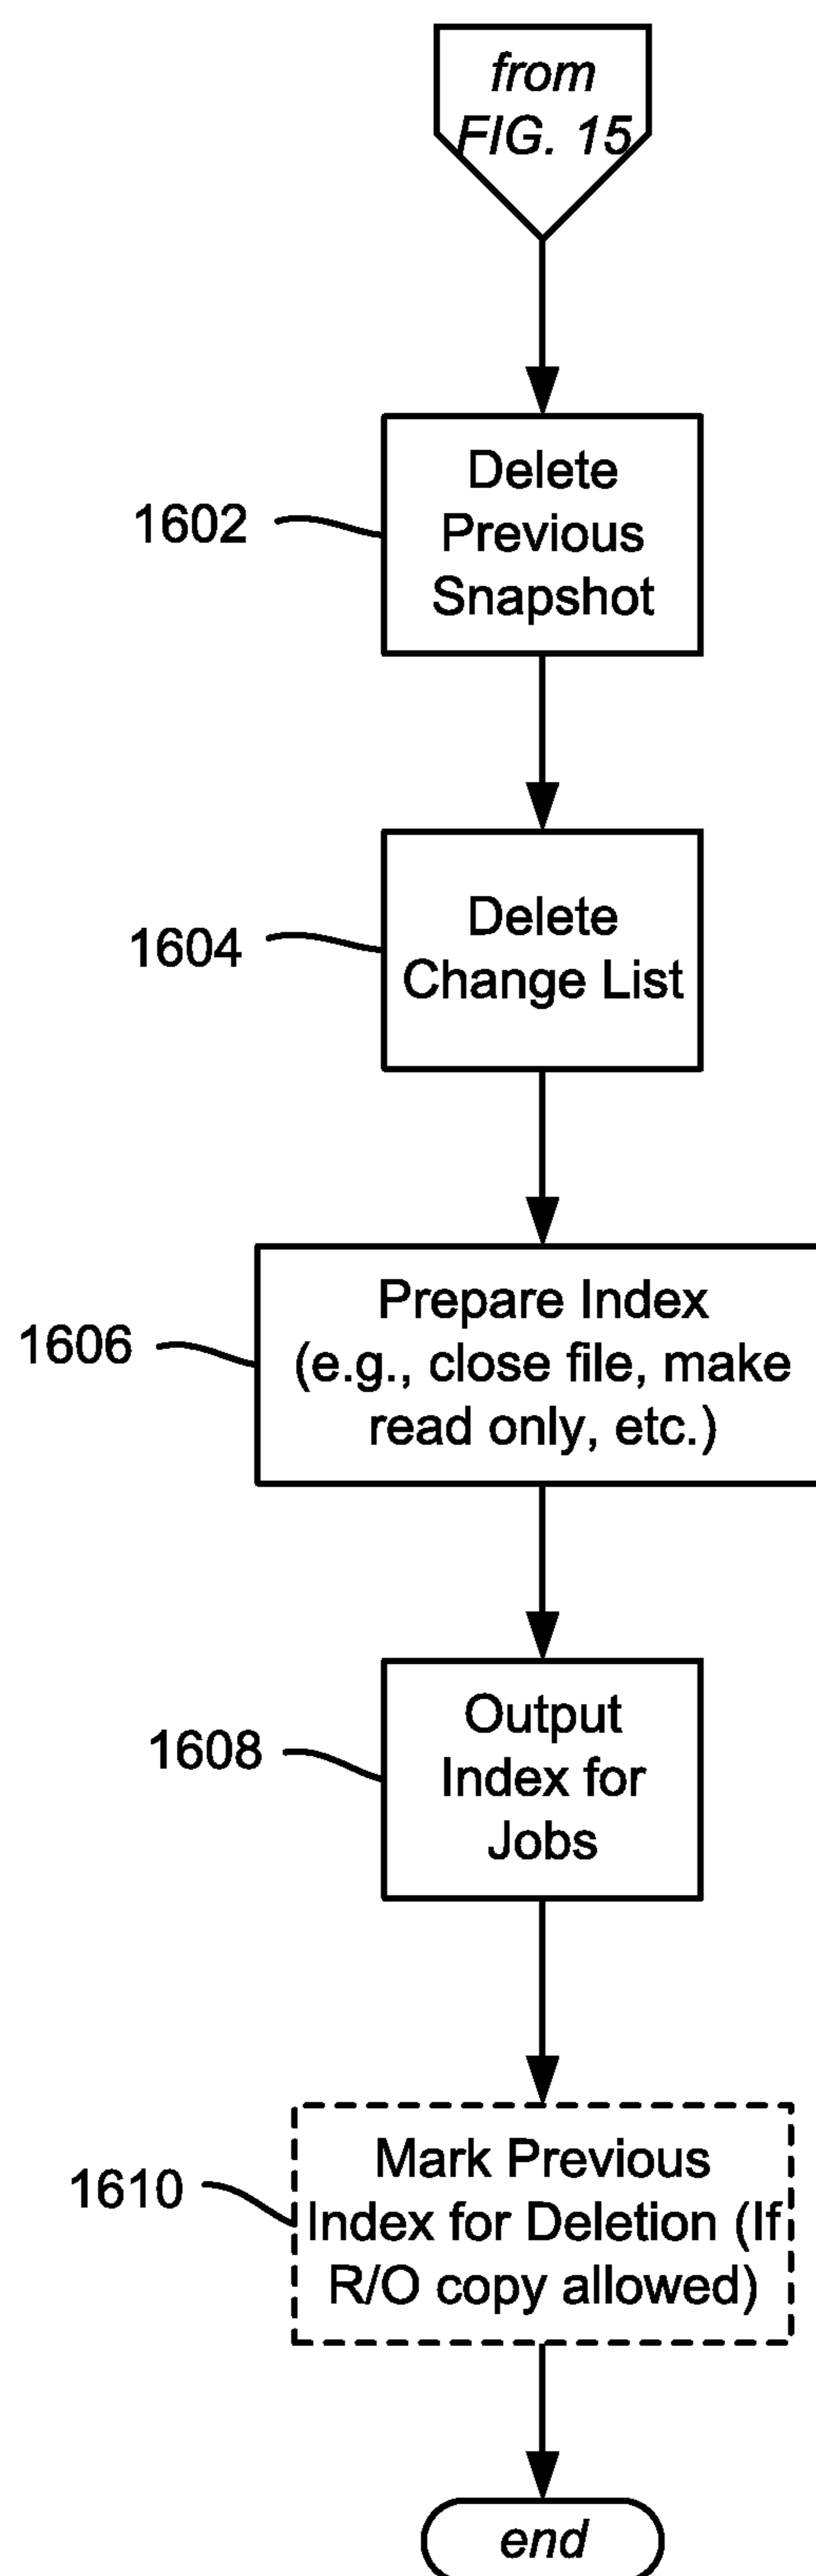 from
FIG. 15
Delete
1602
Previous
Snapshot
Delete
1604
Change List
Prepare Index
1606
(e.g., close file, make
read only, etc.)
Output
1608
Index for
Jobs
Mark Previous
1610
Index for Deletion (If
R/O copy allowed)
end